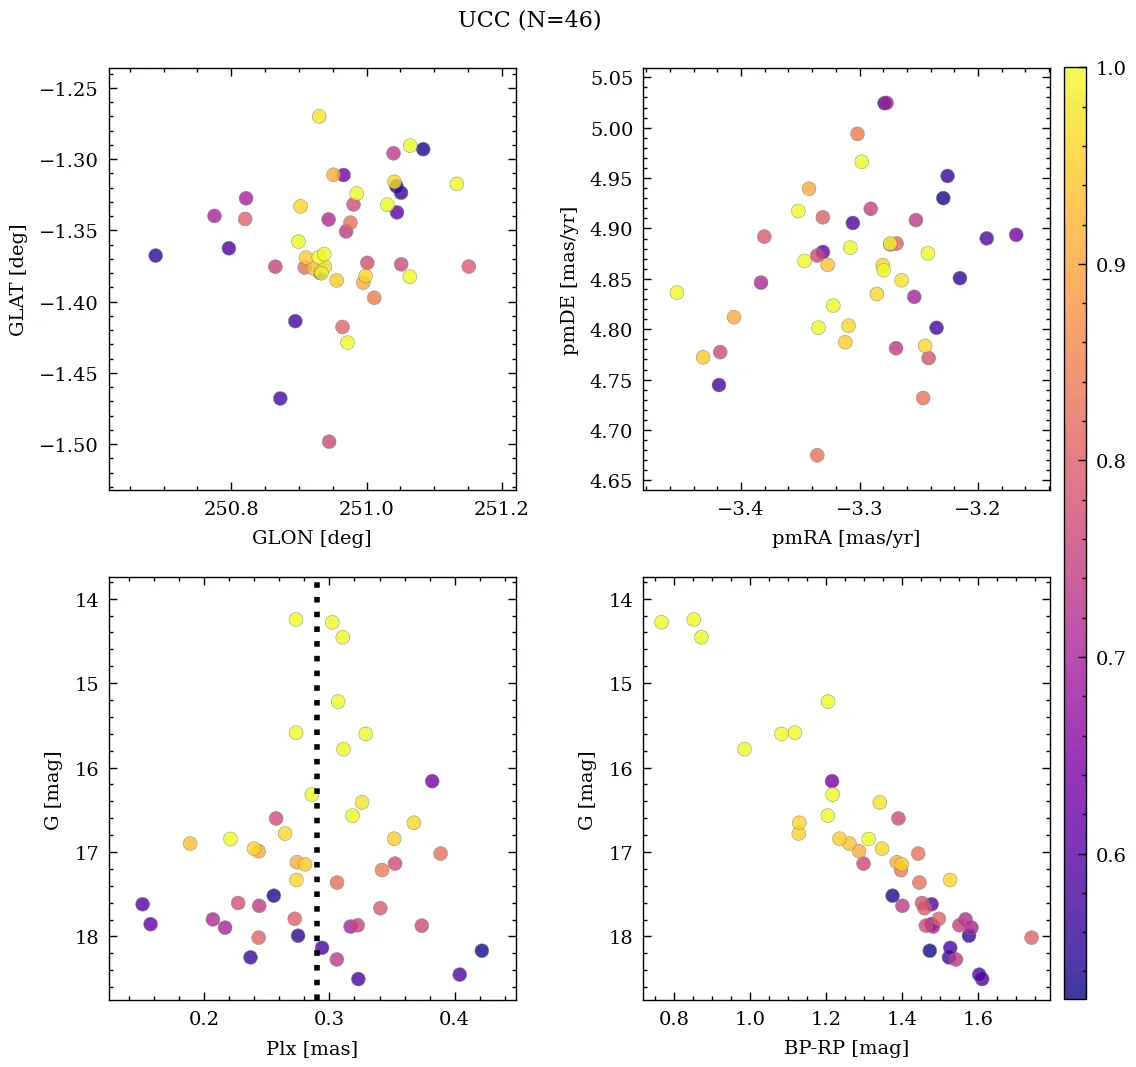 UCC (N=46)
−1.25
−1.30
−1.35
−1.40
−1.45
−1.50
GLAT [deg]
250.8 251.0 251.2
GLON [deg]
5.05
5.00
4.95
4.90
4.85
4.80
4.75
4.70
4.65
pmDE [mas/yr]
−3.4 −3.3 −3.2
pmRA [mas/yr]
14
15
16
17
18
G [mag]
0.2 0.3 0.4
Plx [mas]
14
15
16
17
18
G [mag]
0.8 1.0 1.2 1.4 1.6
BP-RP [mag]
1.0
0.9
0.8
0.7
0.6